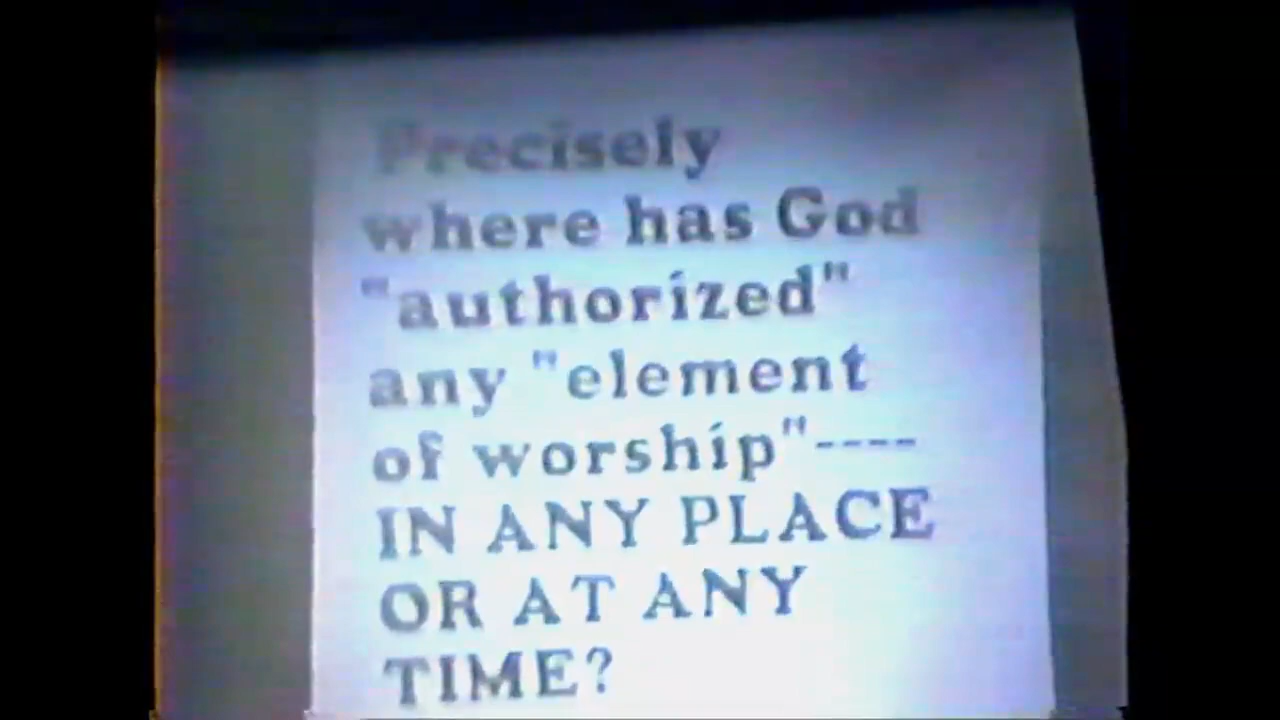 Precisely
where has God
"authorized"
any "element
of worship"----
IN ANY PLACE
OR AT ANY
TIME?